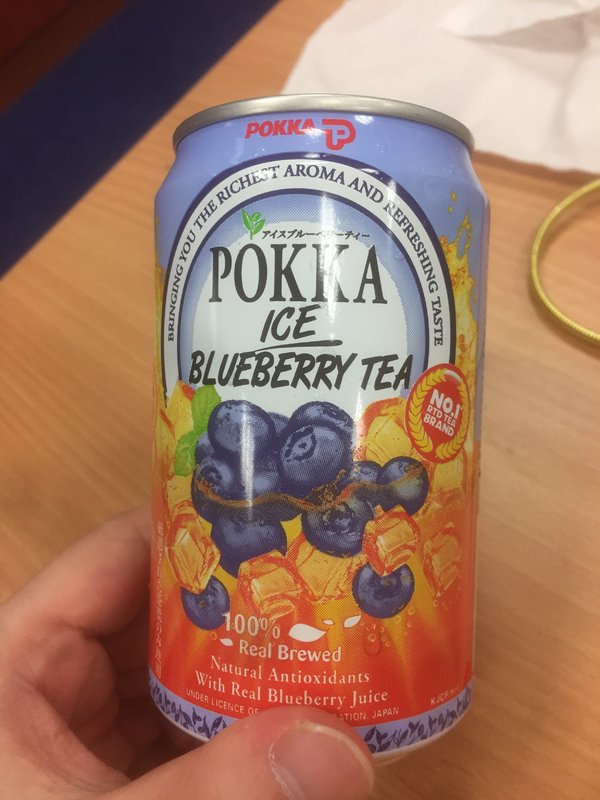 POKKA P
BRINGING YOU THE RICHEST AROMA AND REFRESHING TASTE
アイスブルーベリーティー
POKKA
ICE
BLUEBERRY TEA
NO.1
RTD TEA
BRAND
100%
Real Brewed
Natural Antioxidants
With Real Blueberry Juice
UNDER LICENCE OF ATION, JAPAN